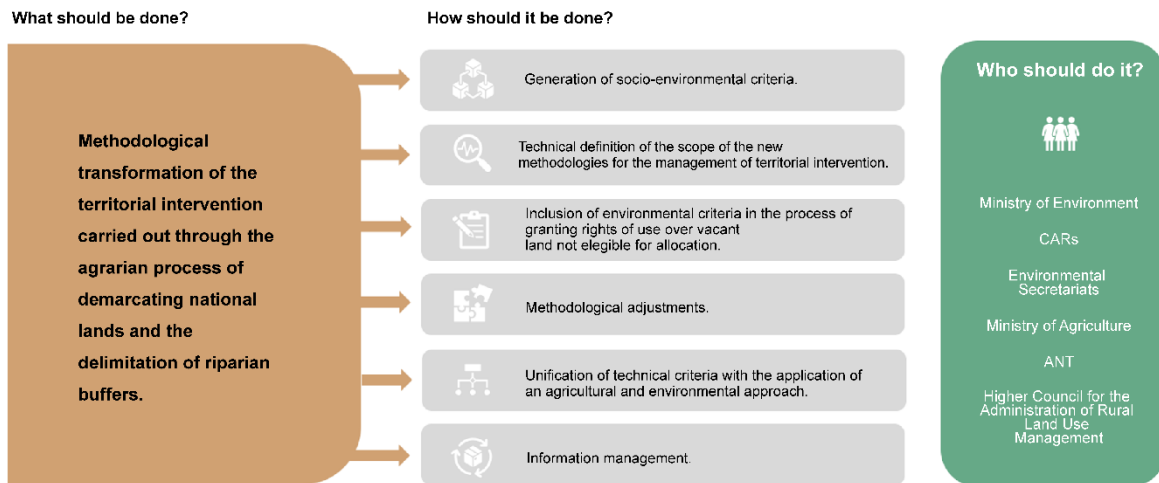 What should be done?
How should it be done?
Methodological
transformation of the
territorial intervention
carried out through the
agrarian process of
demarcating national
lands and the
delimitation of riparian
buffers.
Generation of socio-environmental criteria.
Technical definition of the scope of the new
methodologies for the management of territorial intervention.
Inclusion of environmental criteria in the process of
granting rights of use over vacant
land not elegible for allocation.
Methodological adjustments.
Unification of technical criteria with the application of
an agricultural and environmental approach.
Information management.
Who should do it?
Ministry of Environment
CARs
Environmental
Secretariats
Ministry of Agriculture
ANT
Higher Council for the
Administration of Rural
Land Use
Management